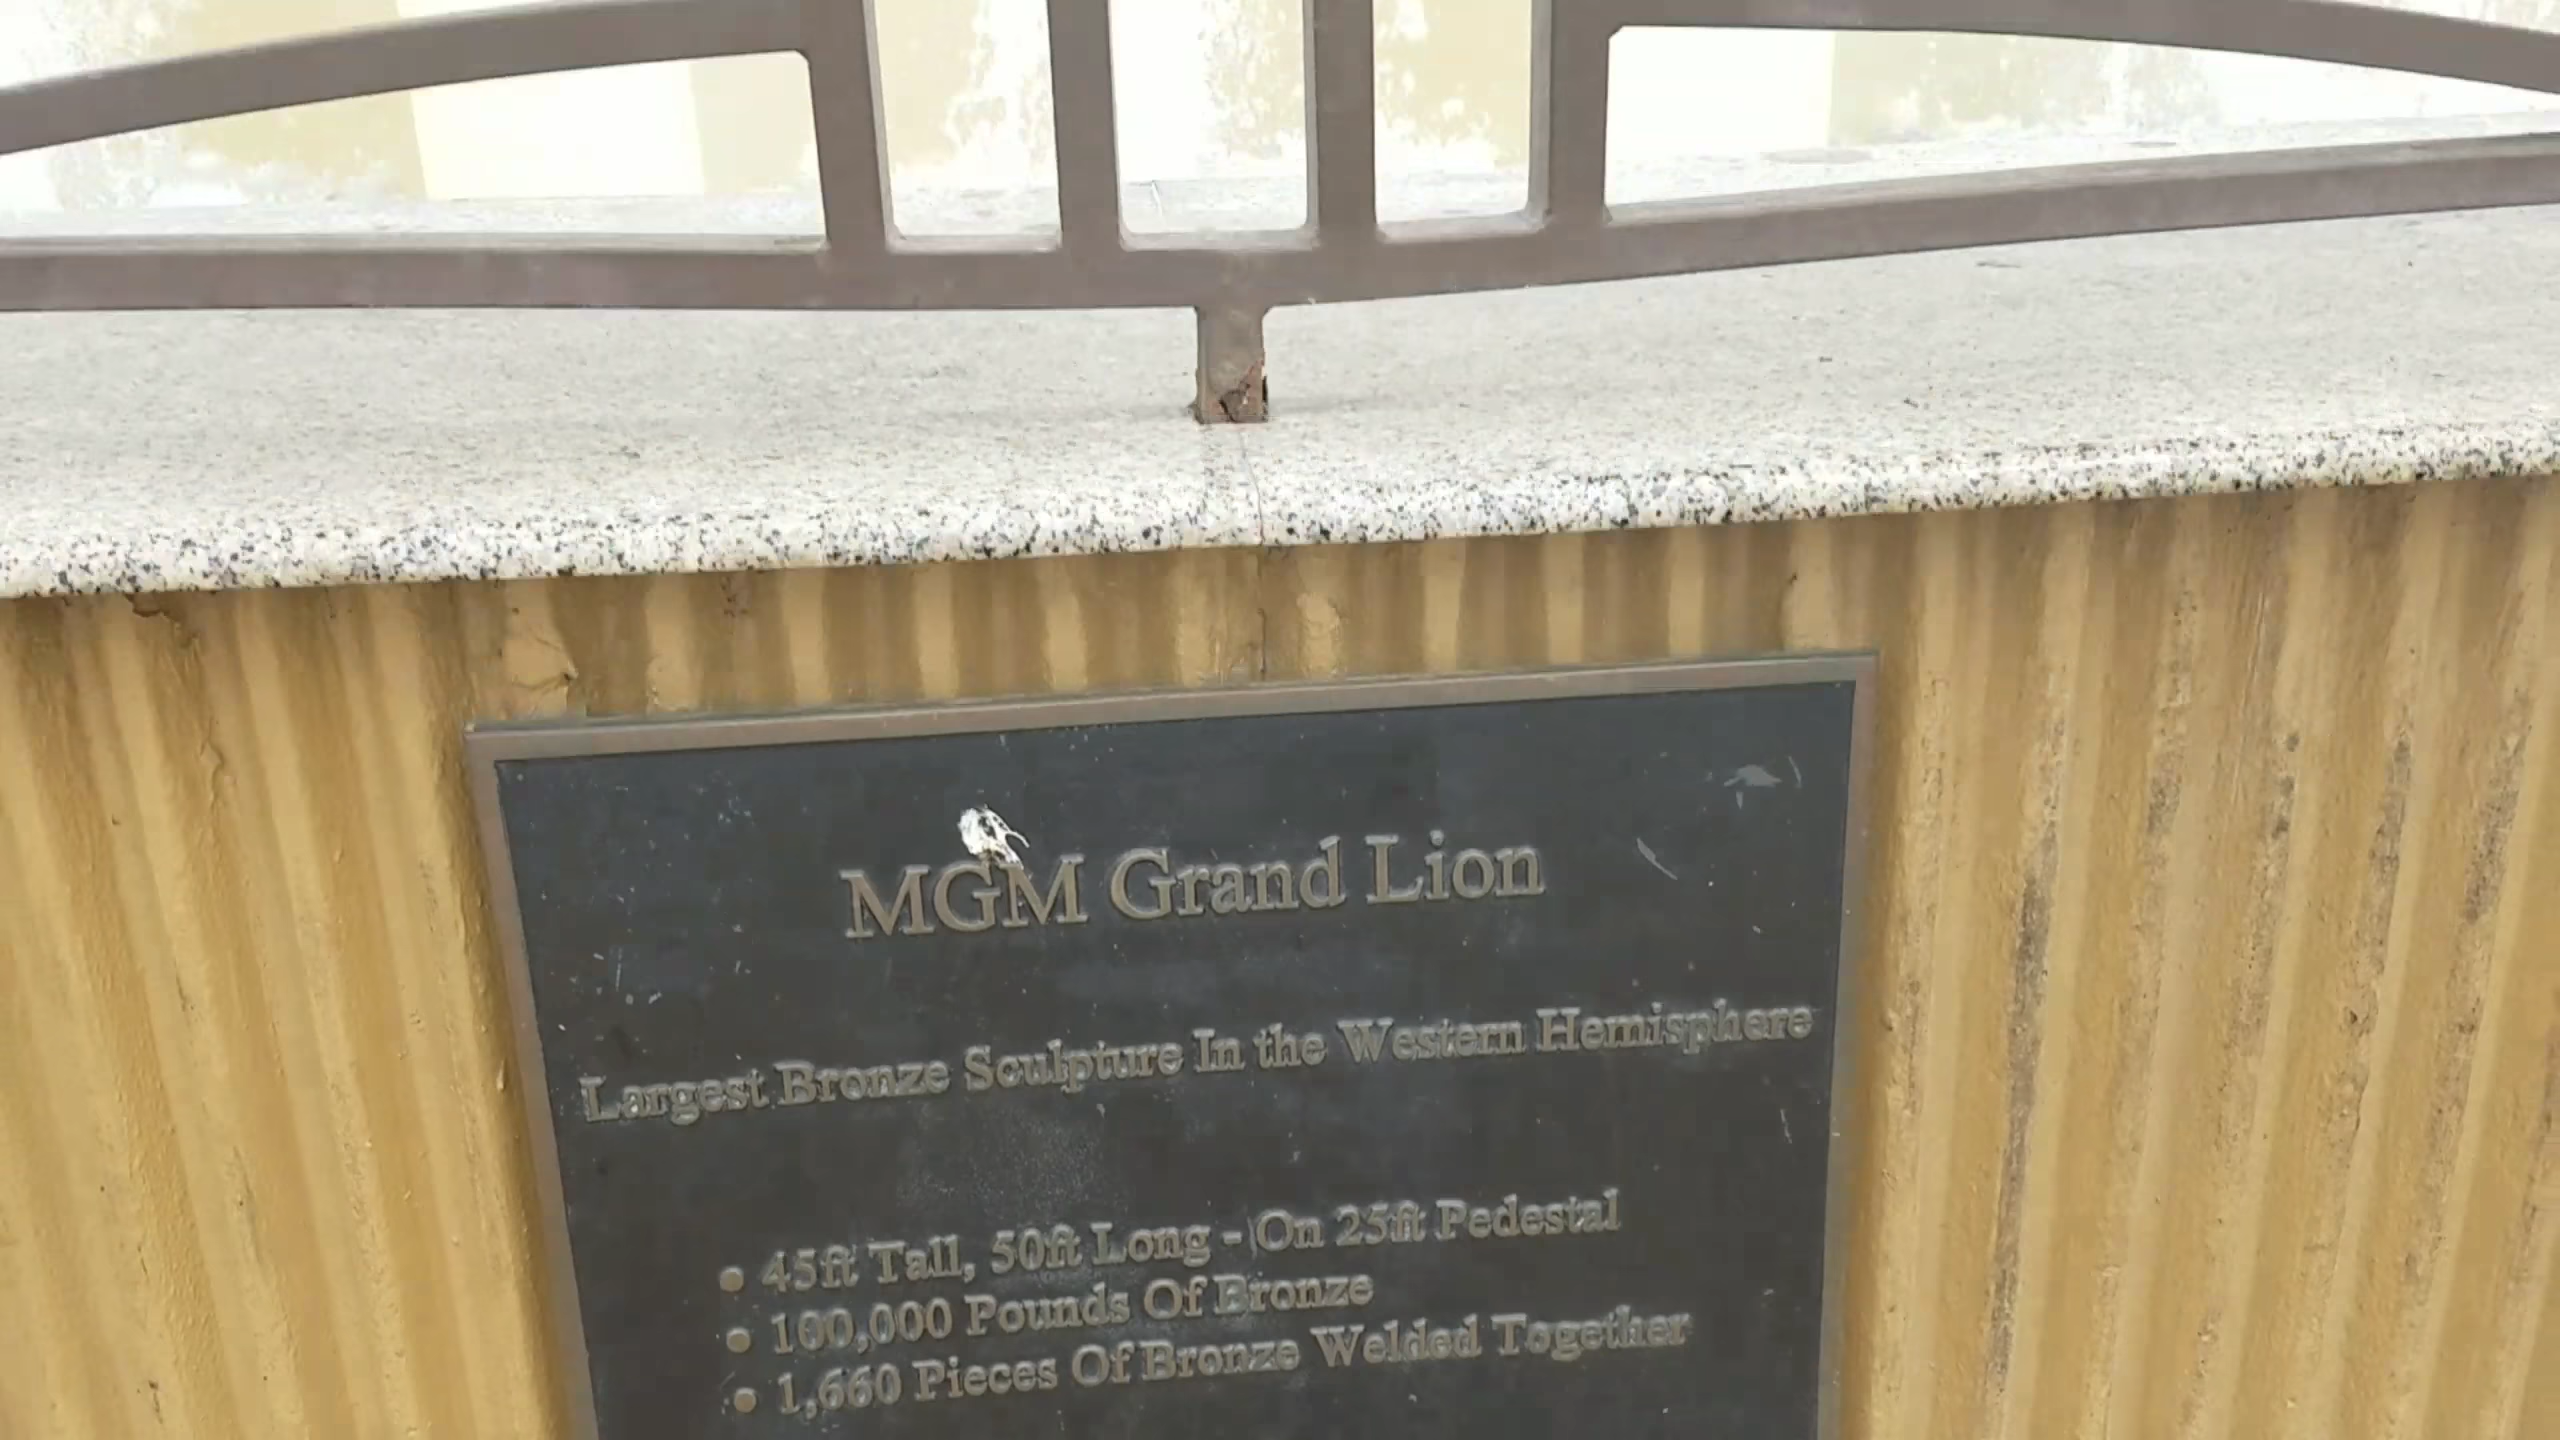 MGM Grand Lion
Largest Bronze Sculpture In the Western Hemisphere
• 45ft Tall, 50ft Long - On 25ft Pedestal
• 100,000 Pounds Of Bronze
• 1,660 Pieces Of Bronze Welded Together